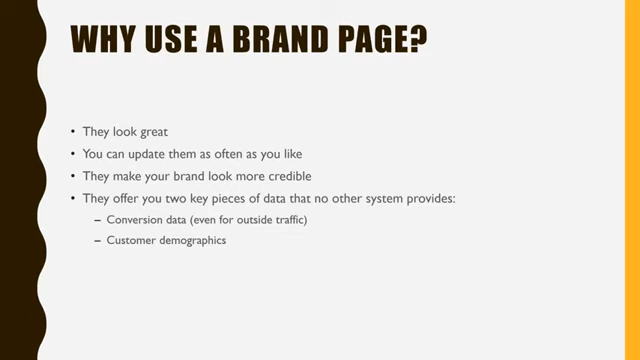 WHY USE A BRAND PAGE?
• They look great
• You can update them as often as you like
• They make your brand look more credible
• They offer you two key pieces of data that no other system provides:
– Conversion data (even for outside traffic)
– Customer demographics